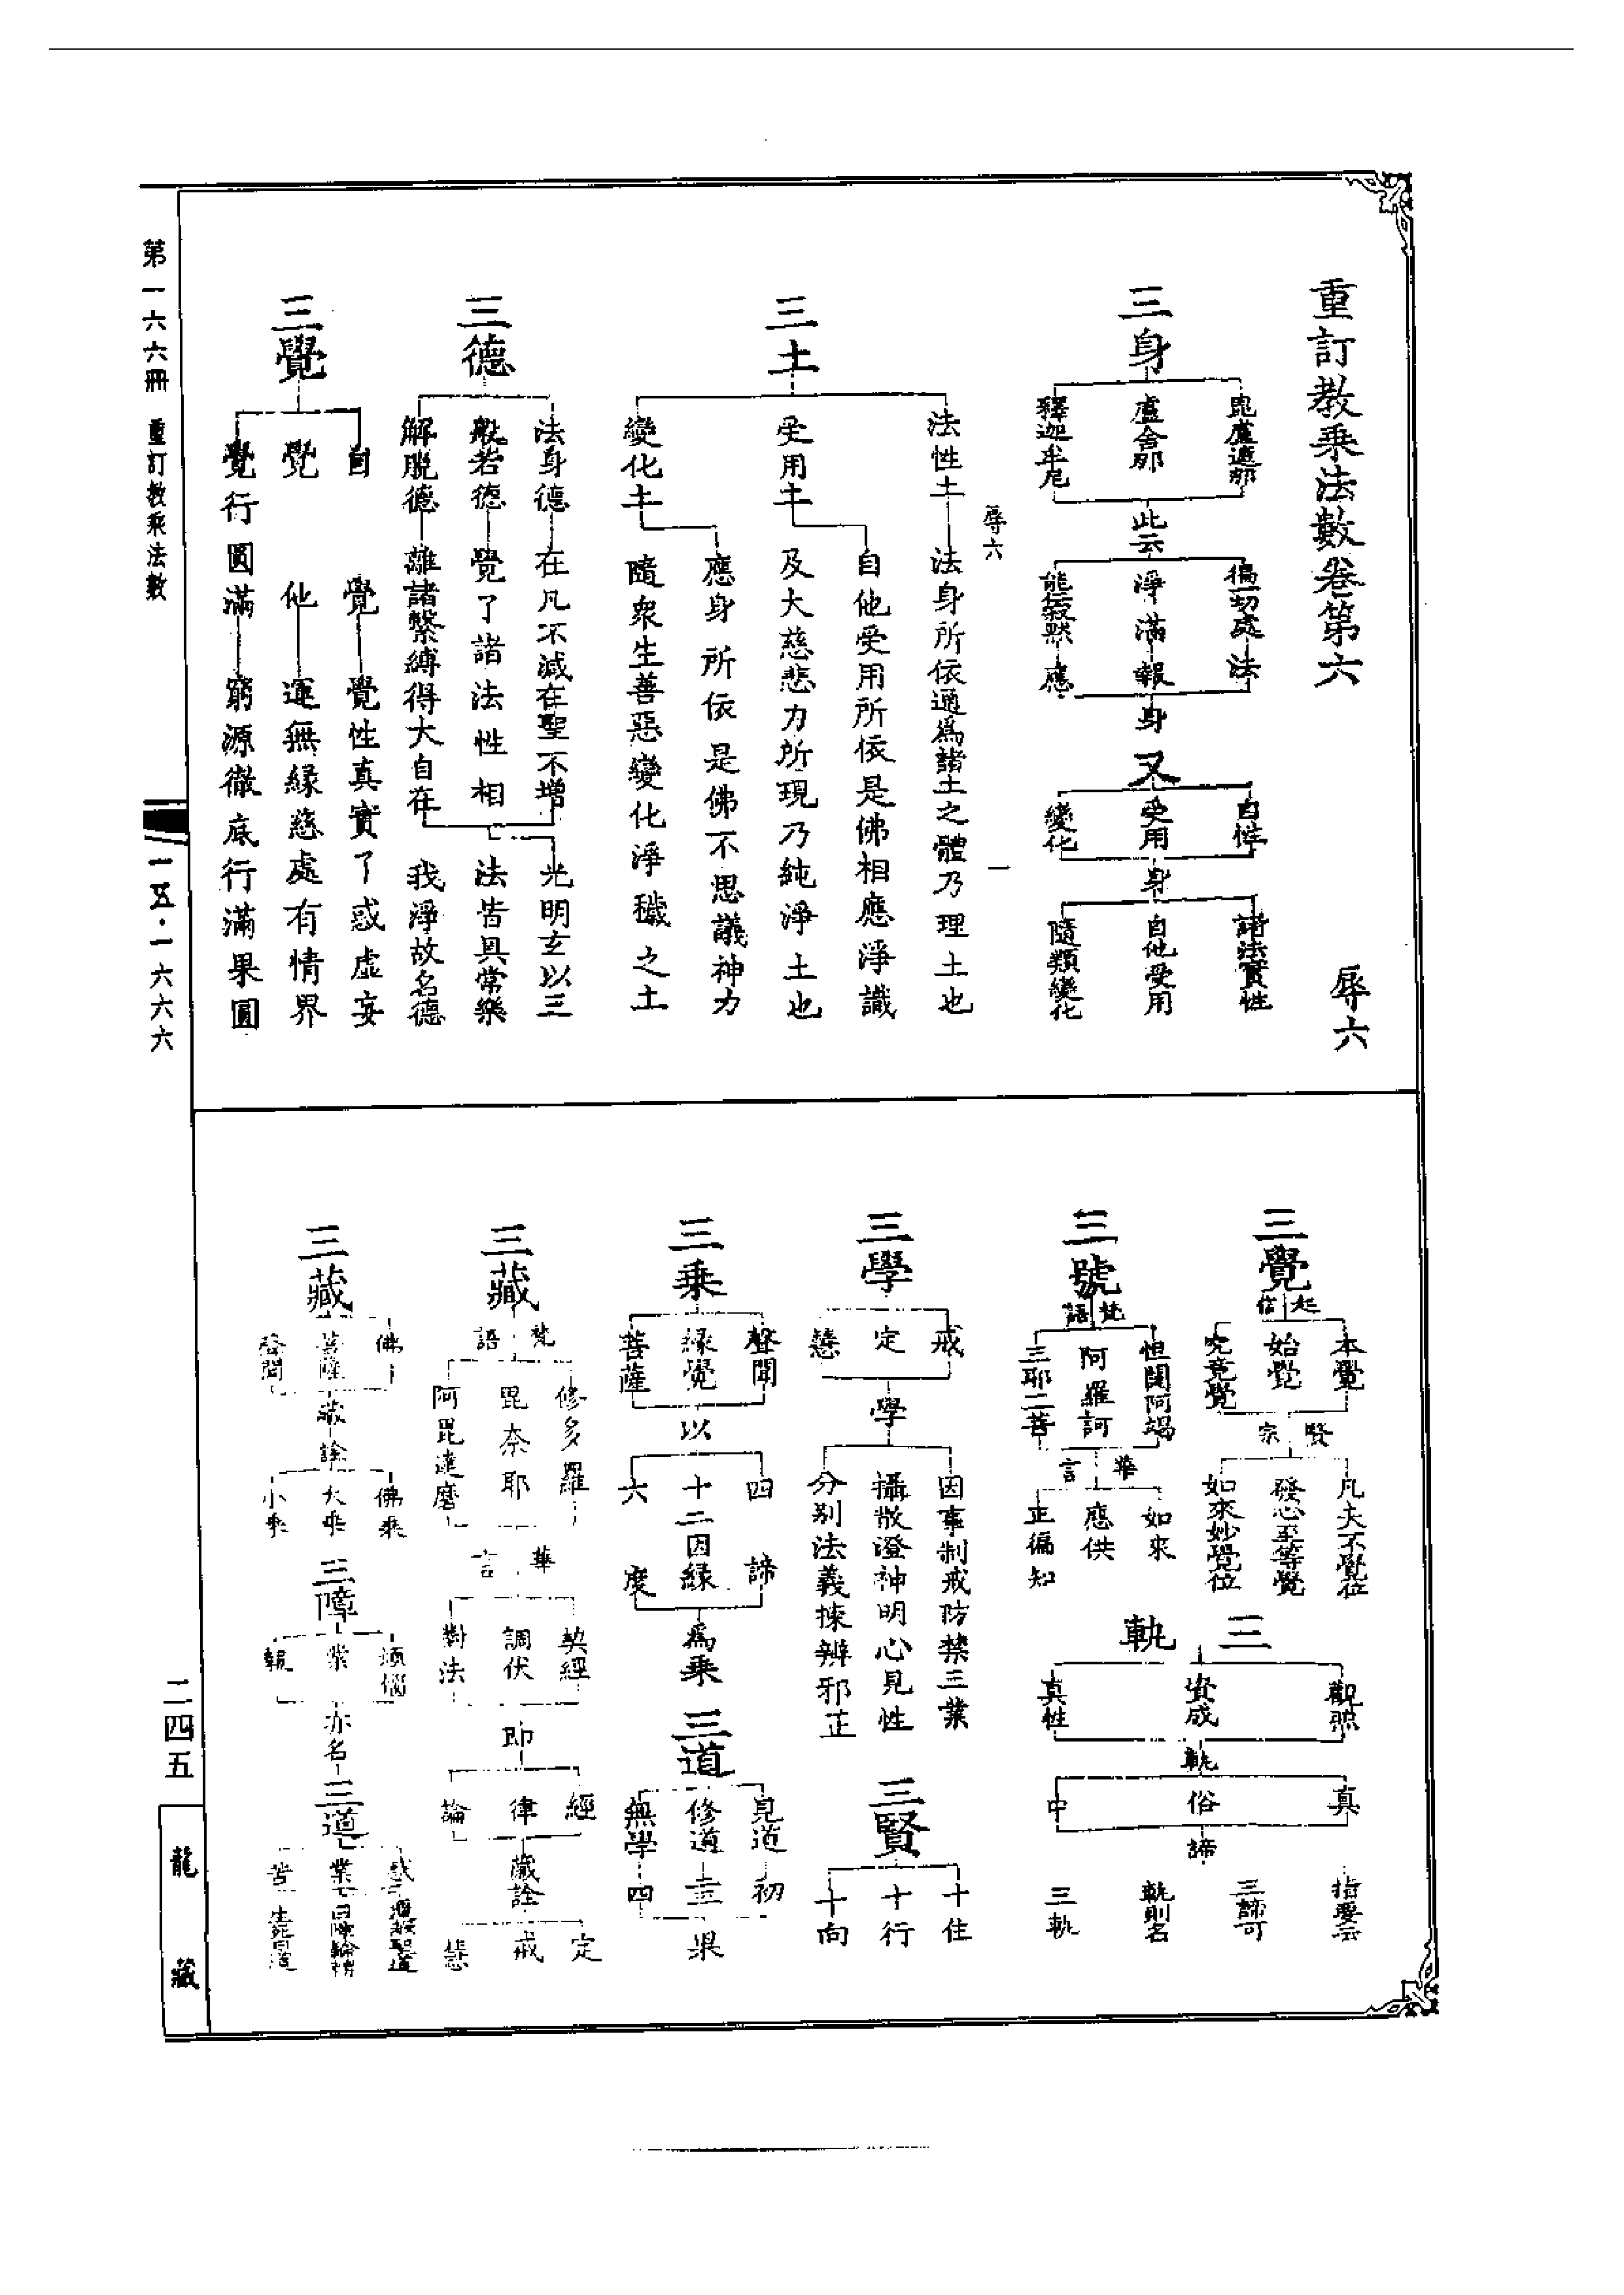 重訂教乘法數卷第六　辱六
三身
毘盧遮那
盧舍那
釋迦牟尼
此云
徧一切處
淨滿
能仁寂默
法
報
應
身
又
自性
受用
變化
身
諸法實性
自他受用
隨類變化
辱六
一
三土
法性土
法身所依通爲諸土之體乃理土也
受用土
自他受用所依是佛相應淨識
及大慈悲力所現乃純淨土也
變化土
應身所依是佛不思議神力
隨衆生善惡變化淨穢之土
三德
法身德
在凡不減在聖不增
般若德
覺了諸法性相
解脫德
離諸繫縛得大自在
光明玄以三
法皆具常樂
我淨故名德
三覺
自覺
覺性真實了惑虛妄
覺他
運無緣慈處有情界
覺行圓滿
窮源徹底行滿果圓
三覺
起信
本覺
始覺
究竟覺
賢宗
凡夫不覺位
發心至等覺
如來妙覺位
三軌
觀照
資成
真性
軌
真
俗
中
諦
指要云
三諦可
軌則名
三軌
三號
梵語
怛闥阿竭
阿羅訶
三耶三菩
華言
如來
應供
正徧知
三學
戒
定
慧
學
因事制戒防禁三業
攝散澄神明心見性
分別法義揀辨邪正
三賢
十住
十行
十向
三乘
聲聞
緣覺
菩薩
以
四諦
十二因緣
六度
爲乘
三道
見道
修道
無學
初
二三
四
果
三藏
梵語
修多羅
毘奈耶
阿毘達磨
華言
契經
調伏
對法
即
經
律
論
藏詮
定
戒
慧
三藏
佛
菩薩
聲聞
藏詮
佛乘
大乘
小乘
三障
煩惱
業
報
亦名
三道
惑
業
苦
第一六六冊　重訂教乘法數
一五·一六六六
二四五
龍藏